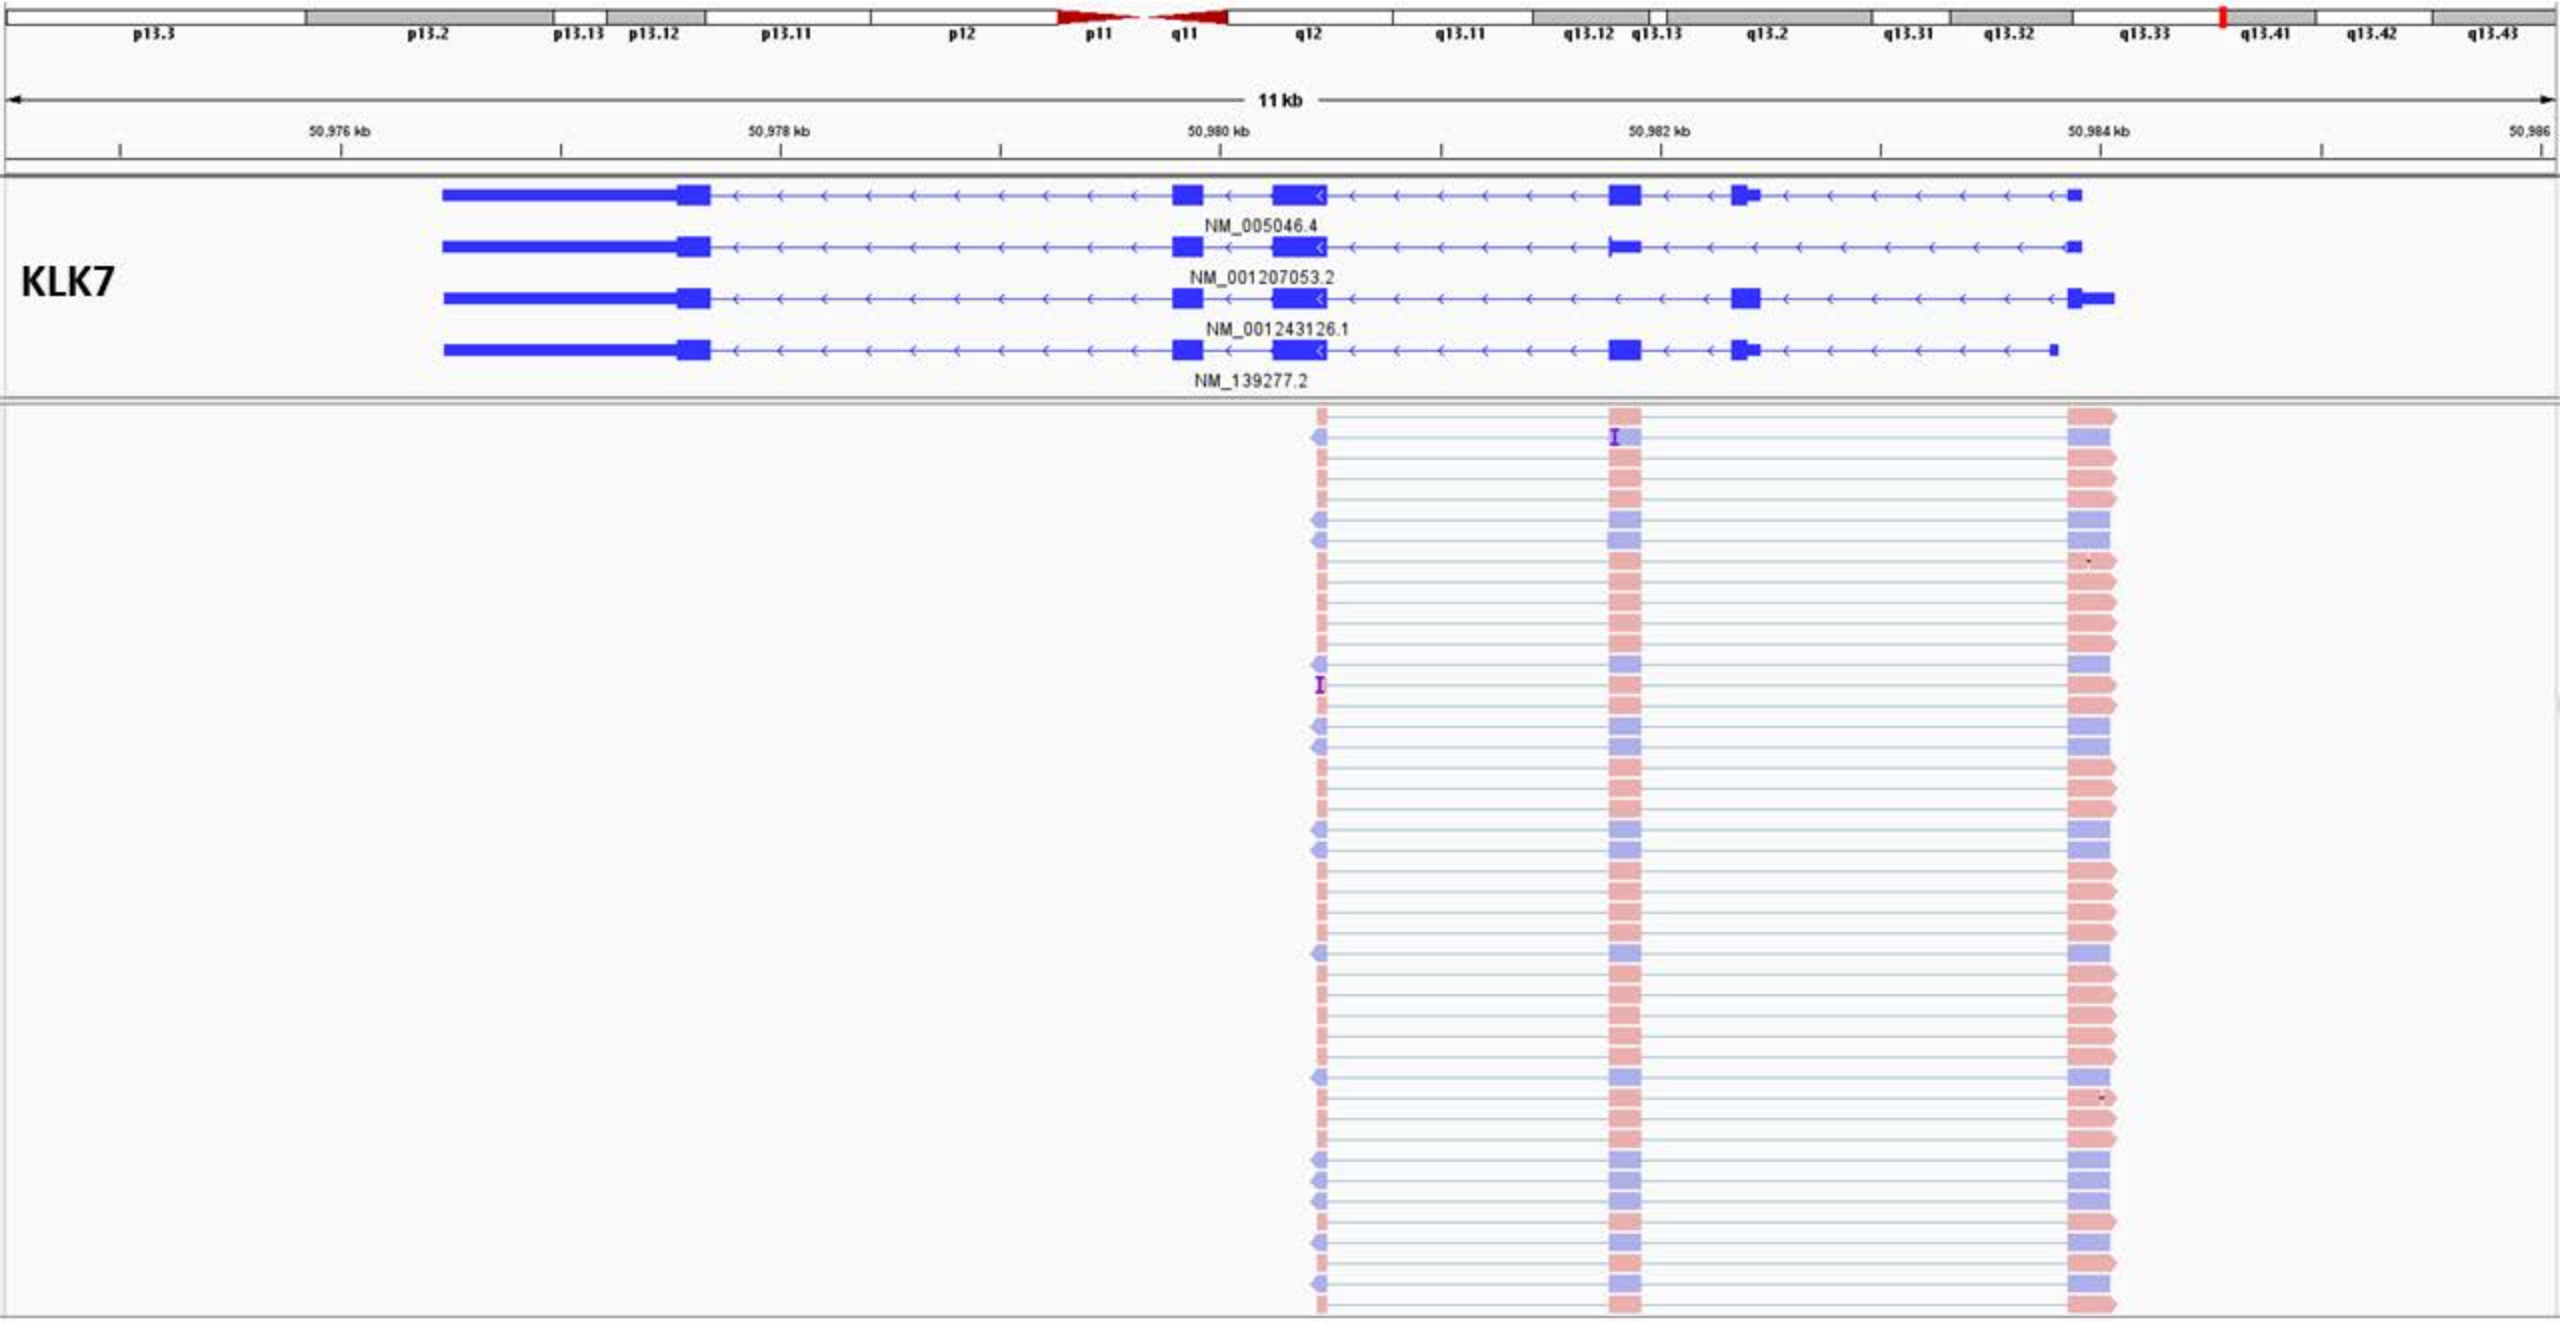 p13.3 p13.2 p13.13 p13.12 p13.11 p12 p11 q11 q12 q13.11 q13.12 q13.13 q13.2 q13.31 q13.32 q13.33 q13.41 q13.42 q13.43
11 kb
50,976 kb 50,978 kb 50,980 kb 50,982 kb 50,984 kb 50,986
NM_005046.4
KLK7
NM_001207053.2
NM_001243126.1
NM_139277.2